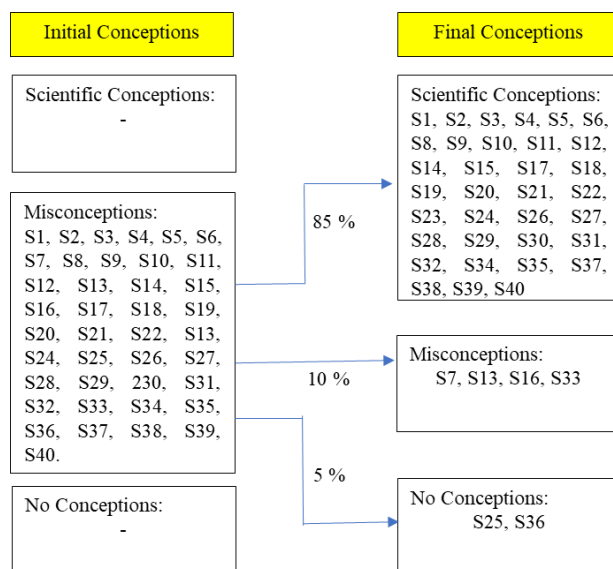 Initial Conceptions
Scientific Conceptions:
-
Misconceptions:
S1, S2, S3, S4, S5, S6,
S7, S8, S9, S10, S11,
S12, S13, S14, S15,
S16, S17, S18, S19,
S20, S21, S22, S13,
S24, S25, S26, S27,
S28, S29, 230, S31,
S32, S33, S34, S35,
S36, S37, S38, S39,
S40.
No Conceptions:
-
85 %
10 %
5 %
Final Conceptions
Scientific Conceptions:
S1, S2, S3, S4, S5, S6,
S8, S9, S10, S11, S12,
S14, S15, S17, S18,
S19, S20, S21, S22,
S23, S24, S26, S27,
S28, S29, S30, S31,
S32, S34, S35, S37,
S38, S39, S40
Misconceptions:
S7, S13, S16, S33
No Conceptions:
S25, S36